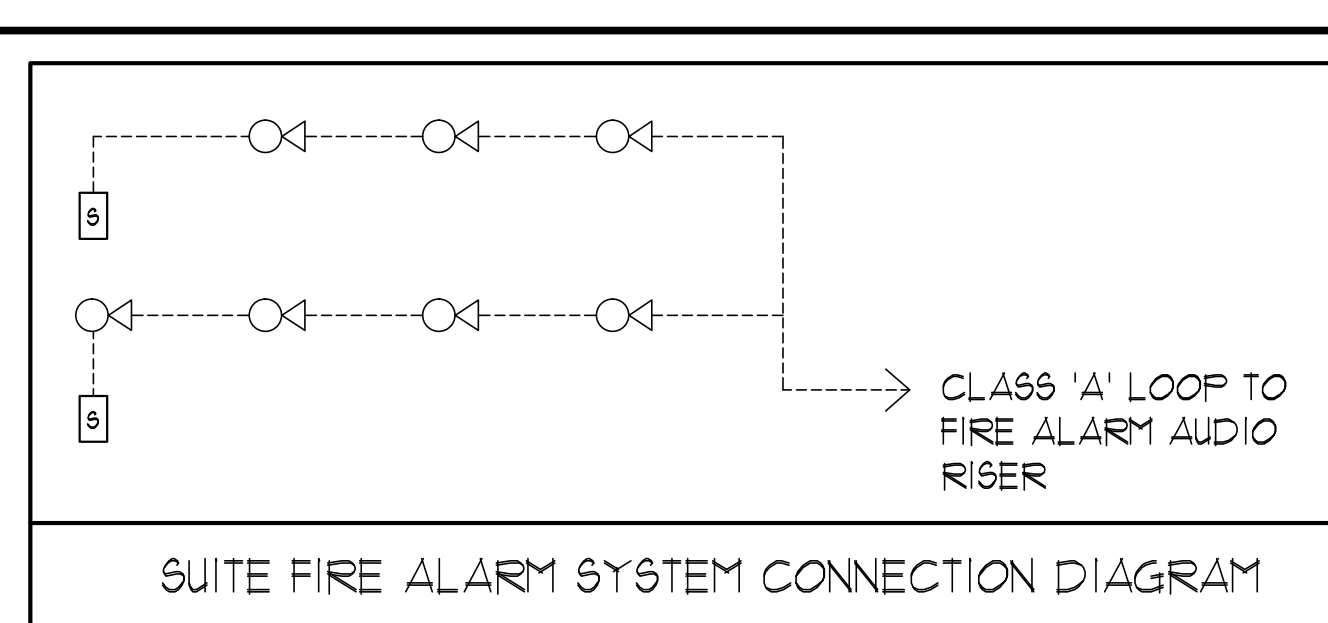 S
S
CLASS 'A' LOOP TO
FIRE ALARM AUDIO
RISER
SUITE FIRE ALARM SYSTEM CONNECTION DIAGRAM